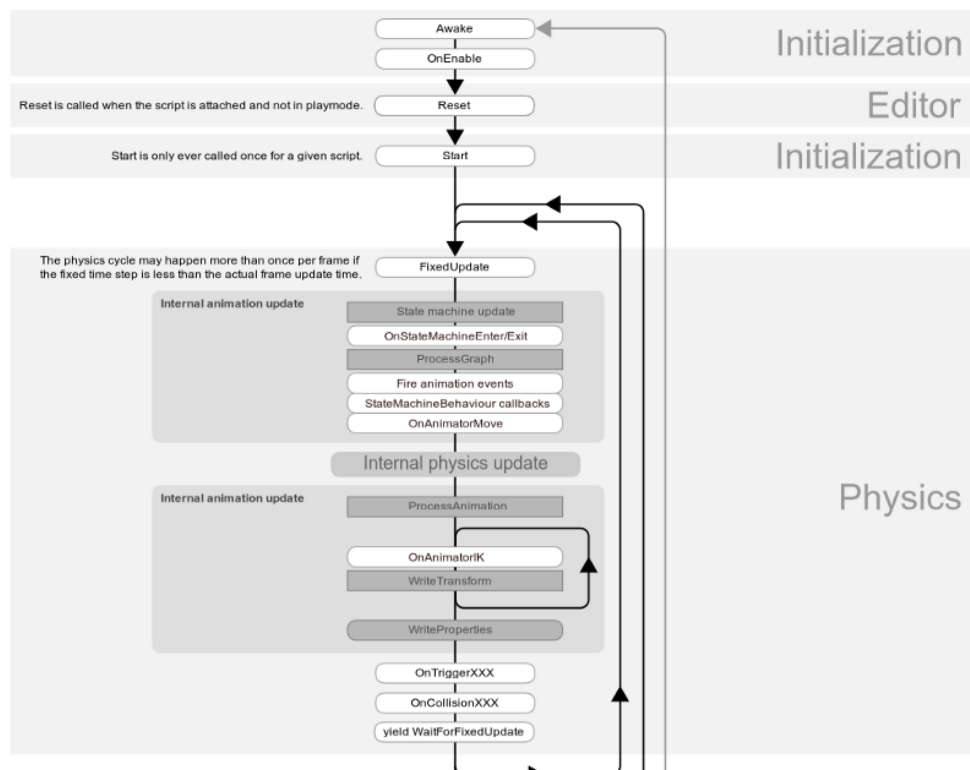 Awake
Initialization
OnEnable
Reset is called when the script is attached and not in playmode.
Reset
Editor
Start is only ever called once for a given script.
Start
Initialization
The physics cycle may happen more than once per frame if
the fixed time step is less than the actual frame update time.
FixedUpdate
Internal animation update
State machine update
OnStateMachineEnter/Exit
ProcessGraph
Fire animation events
StateMachineBehaviour callbacks
OnAnimatorMove
Internal physics update
Physics
Internal animation update
ProcessAnimation
OnAnimatorIK
WriteTransform
WriteProperties
OnTriggerXXX
OnCollisionXXX
yield WaitForFixedUpdate